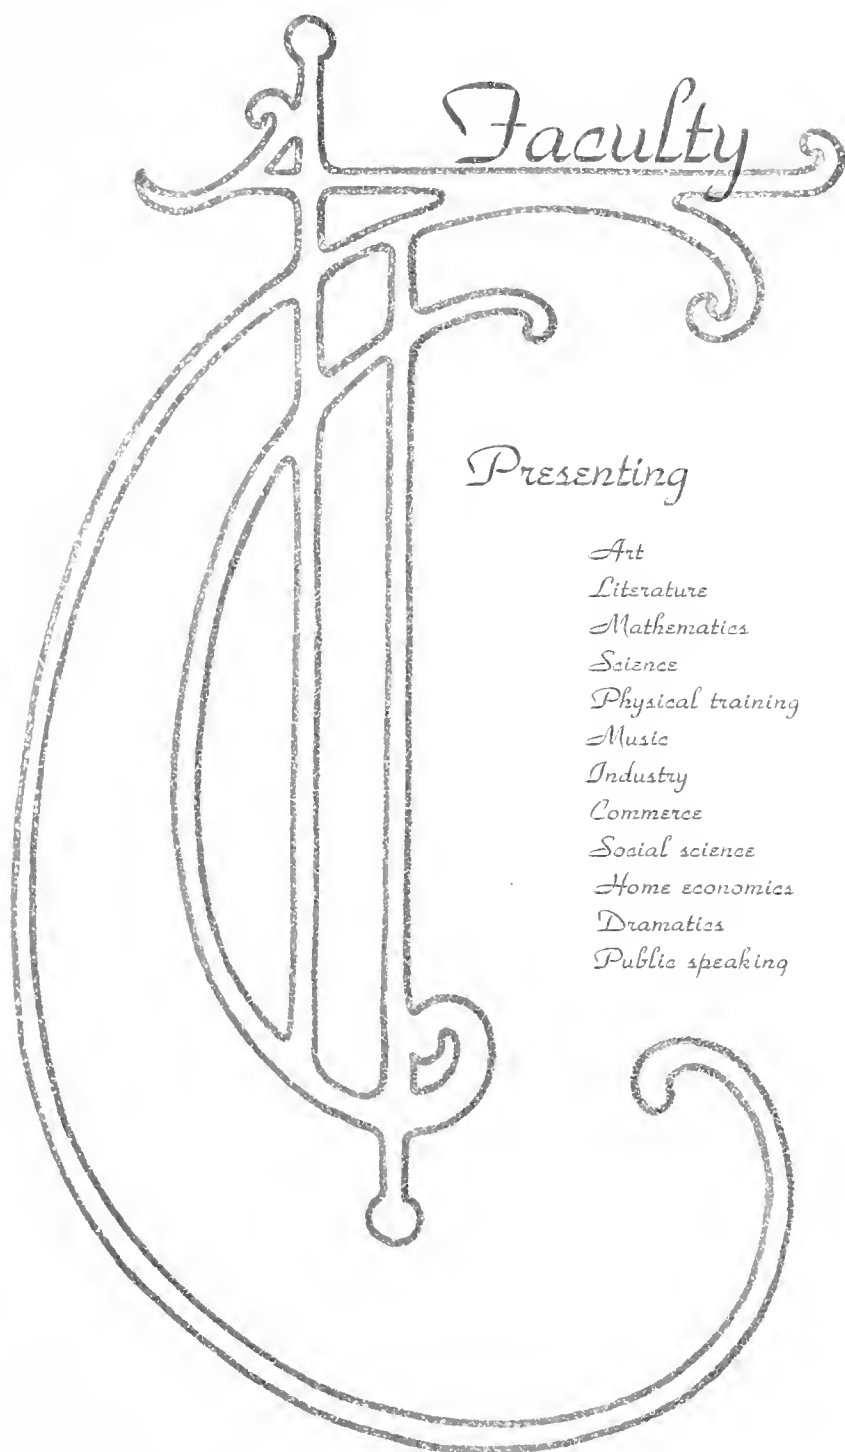 Faculty
Presenting
Art
Literature
Mathematics
Science
Physical training
Music
Industry
Commerce
Social science
Home economics
Dramatics
Public speaking